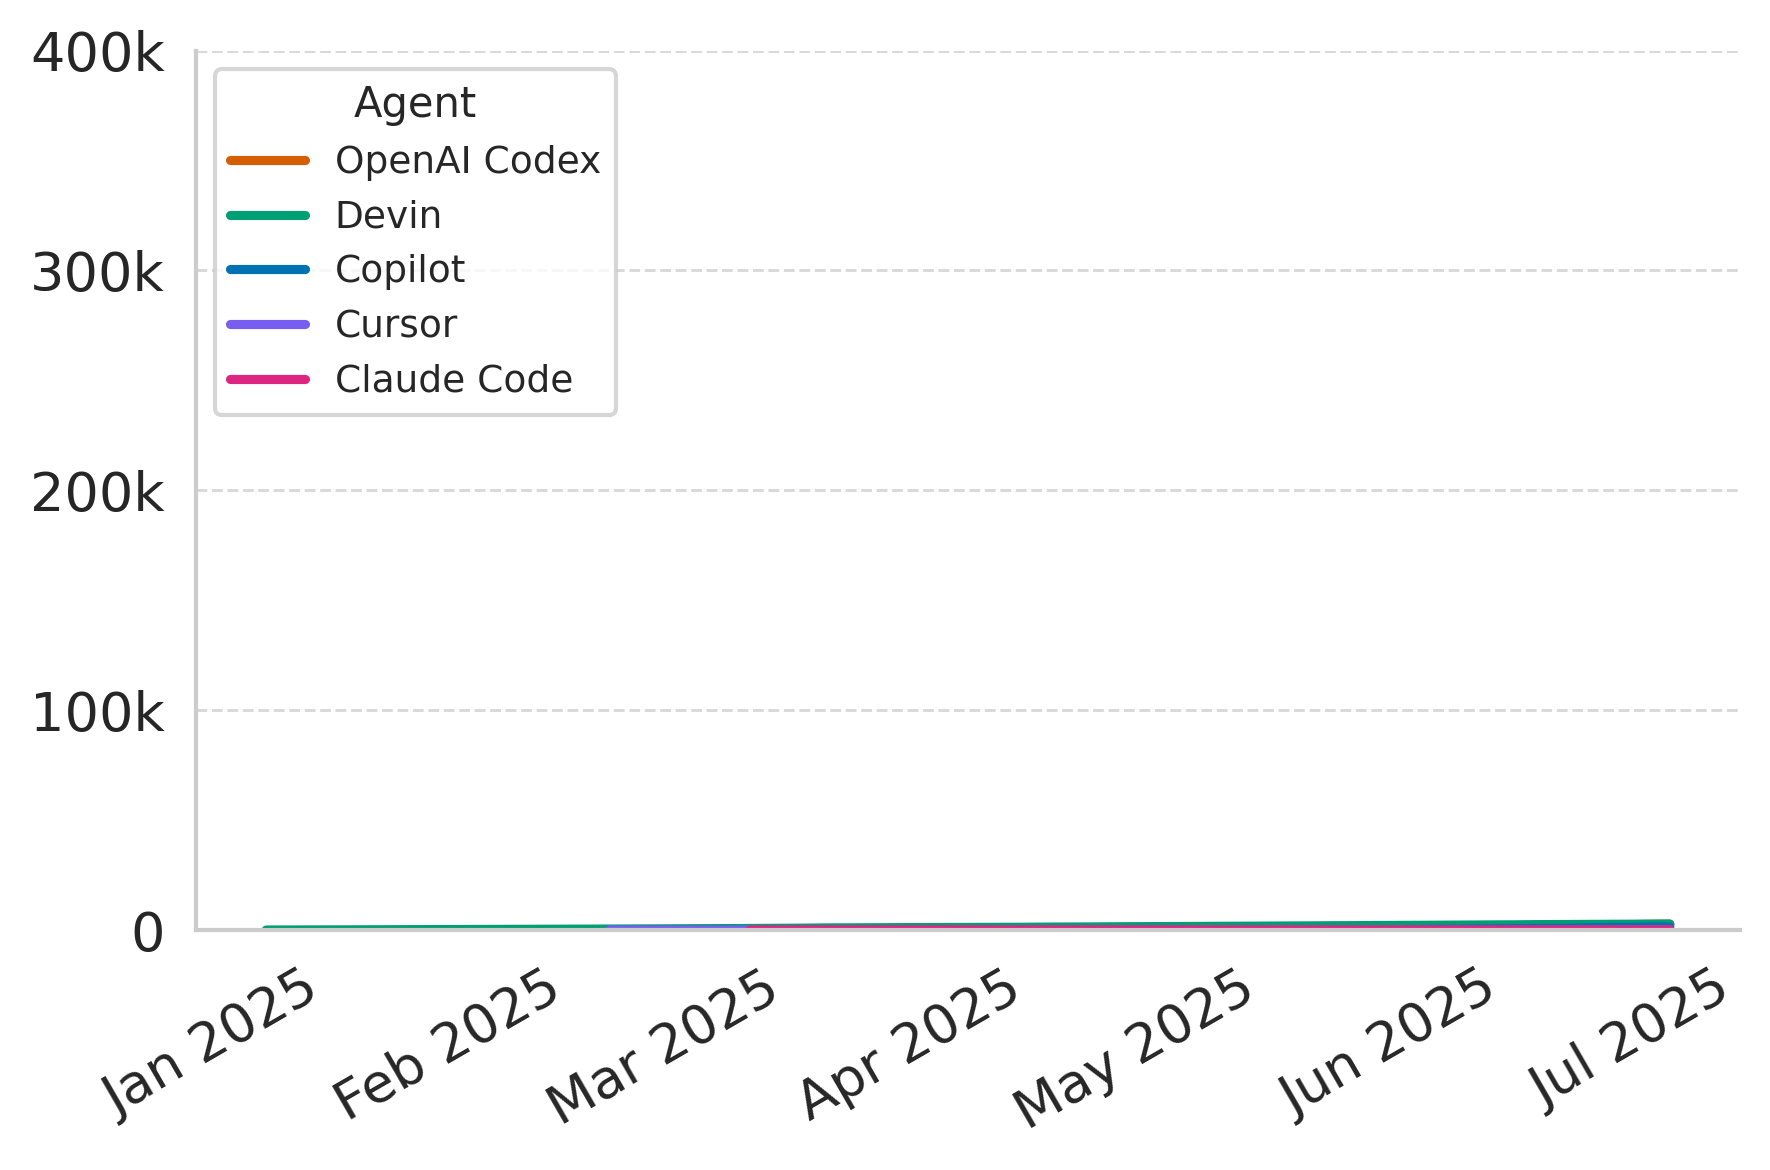 400k
300k
200k
100k
0
Agent
OpenAI Codex
Devin
Copilot
Cursor
Claude Code
Jan 2025
Feb 2025
Mar 2025
Apr 2025
May 2025
Jun 2025
Jul 2025